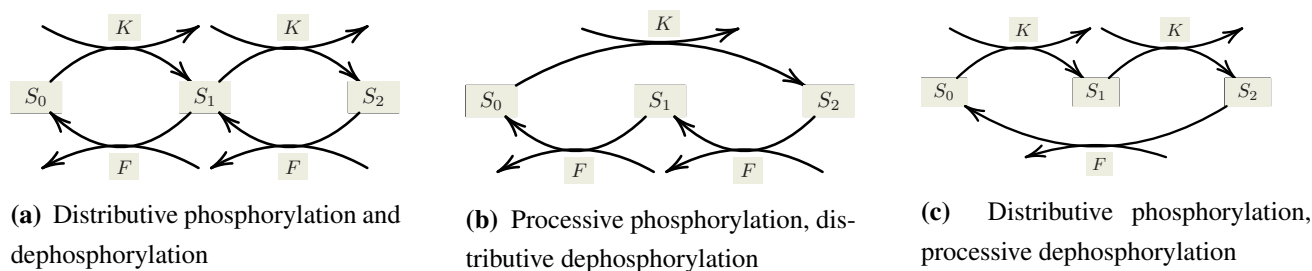 K K
S₀ S₁ S₂
F F
(a) Distributive phosphorylation and
dephosphorylation
K
S₀ S₁ S₂
F F
(b) Processive phosphorylation, dis-
tributive dephosphorylation
K K
S₀ S₁ S₂
F
(c) Distributive phosphorylation,
processive dephosphorylation